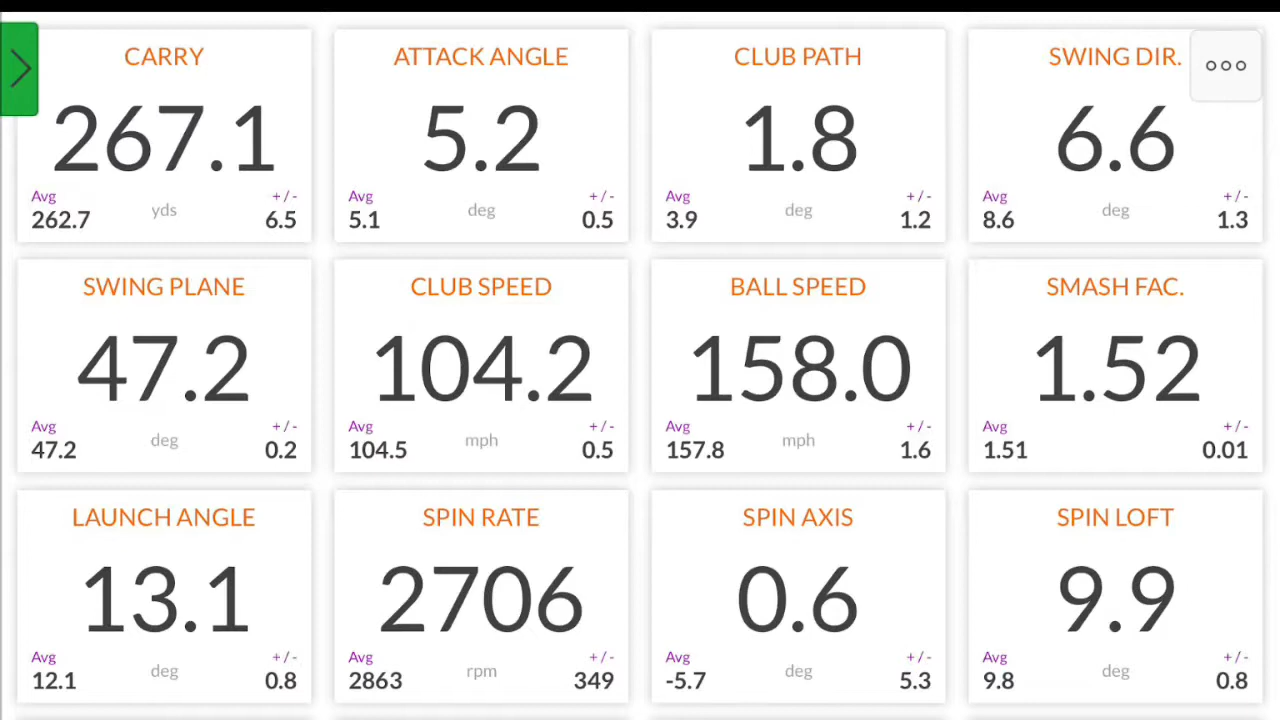 CARRY
267.1
Avg yds +/-
262.7 6.5
ATTACK ANGLE
5.2
Avg deg +/-
5.1 0.5
CLUB PATH
1.8
Avg deg +/-
3.9 1.2
SWING DIR.
6.6
Avg deg +/-
8.6 1.3
SWING PLANE
47.2
Avg deg +/-
47.2 0.2
CLUB SPEED
104.2
Avg mph +/-
104.5 0.5
BALL SPEED
158.0
Avg mph +/-
157.8 1.6
SMASH FAC.
1.52
Avg +/-
1.51 0.01
LAUNCH ANGLE
13.1
Avg deg +/-
12.1 0.8
SPIN RATE
2706
Avg rpm +/-
2863 349
SPIN AXIS
0.6
Avg deg +/-
-5.7 5.3
SPIN LOFT
9.9
Avg deg +/-
9.8 0.8